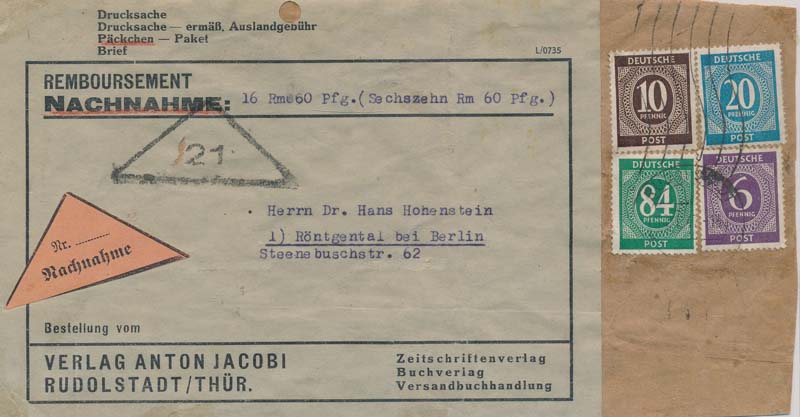 Drucksache
Drucksache — ermäß. Auslandgebühr
Päckchen — Paket
Brief
L/0735
REMBOURSEMENT
NACHNAHME: 16 Rm�60 Pfg.(Sechszehn Rm 60 Pfg.)
21
Herrn Dr. Hans Hohenstein
1) Röntgental bei Berlin
Steenebuschstr. 62
Nr. ..........
Nachnahme
Bestellung vom
VERLAG ANTON JACOBI
RUDOLSTADT/THÜR.
Zeitschriftenverlag
Buchverlag
Versandbuchhandlung
DEUTSCHE
10
PFENNIG
POST
DEUTSCHE
20
PFENNIG
POST
DEUTSCHE
84
PFENNIG
POST
DEUTSCHE
6
PFENNIG
POST